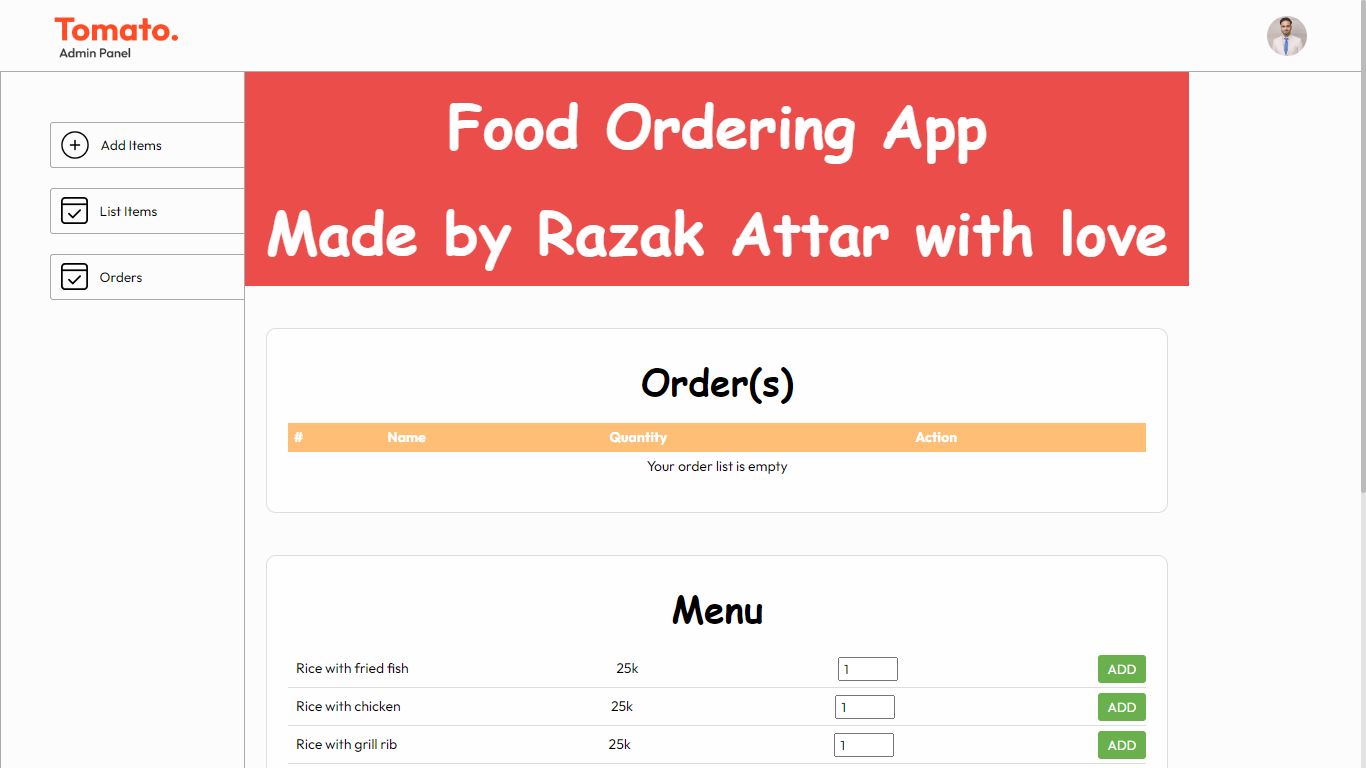 Tomato.
Admin Panel
Add Items
List Items
Orders
Food Ordering App
Made by Razak Attar with love
Order(s)
# Name Quantity Action
Your order list is empty
Menu
Rice with fried fish 25k 1 ADD
Rice with chicken 25k 1 ADD
Rice with grill rib 25k 1 ADD